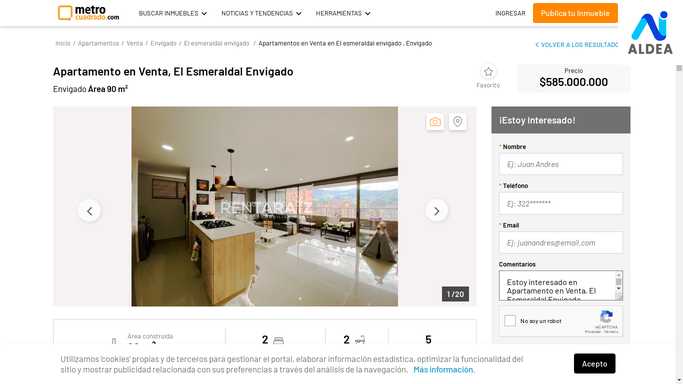 metro
cuadrado.com
BUSCAR INMUEBLES
NOTICIAS Y TENDENCIAS
HERRAMIENTAS
INGRESAR
Publica tu Inmueble
ALDEA
Inicio / Apartamentos / Venta / Envigado / El esmeraldal envigado / Apartamentos en Venta en El esmeraldal envigado , Envigado
VOLVER A LOS RESULTADO
Apartamento en Venta, El Esmeraldal Envigado
Envigado Área 90 m²
Favorito
Precio
$585.000.000
RENTARAÍZ
1 / 20
¡Estoy interesado!
* Nombre
Ej: Juan Andres
* Teléfono
Ej: 322*******
* Email
Ej: juanandres@email.com
Comentarios
Estoy interesado en
Apartamento en Venta, El
Esmeraldal Envigado
No soy un robot
reCAPTCHA
Privacidad - Términos
Área construida
2
2
5
Utilizamos 'cookies' propias y de terceros para gestionar el portal, elaborar información estadística, optimizar la funcionalidad del
sitio y mostrar publicidad relacionada con sus preferencias a través del análisis de la navegación. Más información.
Acepto